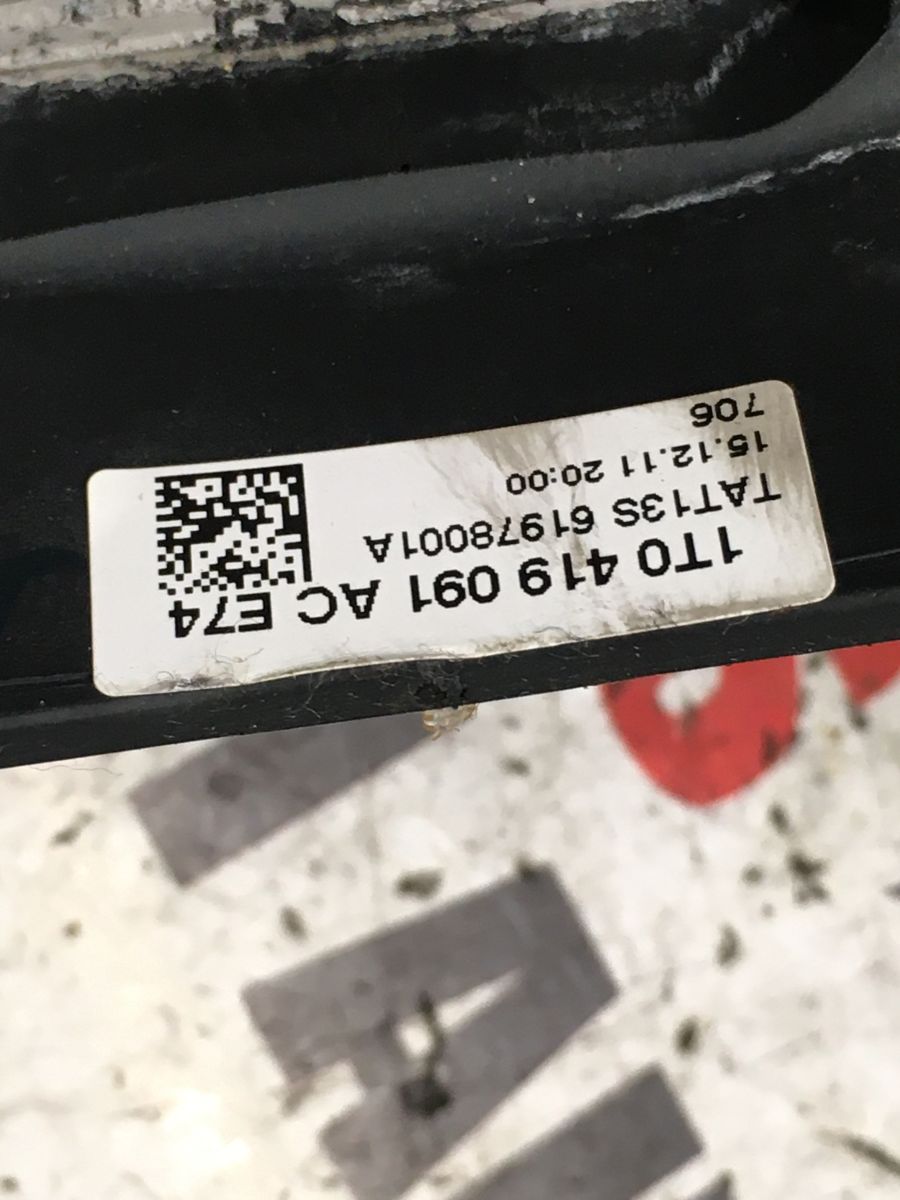 1T0 419 091 AC E74
TAT13S 61978001A
15.12.11 20:00
706